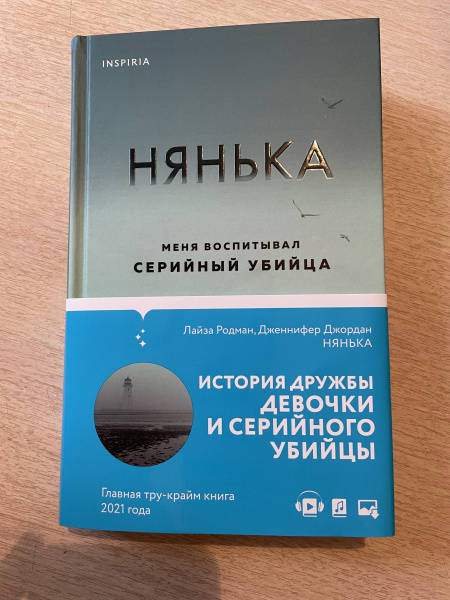 INSPIRIA
НЯНЬКА
МЕНЯ ВОСПИТЫВАЛ
СЕРИЙНЫЙ УБИЙЦА
Лайза Родман, Дженнифер Джордан
НЯНЬКА
ИСТОРИЯ ДРУЖБЫ
ДЕВОЧКИ
И СЕРИЙНОГО
УБИЙЦЫ
Главная тру-крайм книга
2021 года